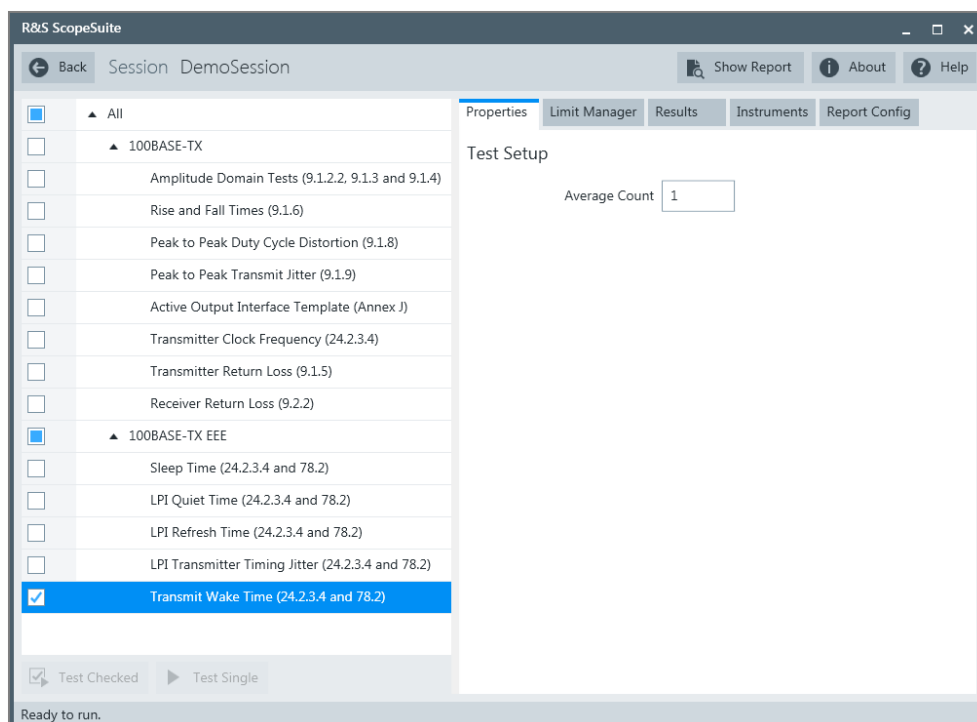 R&S ScopeSuite
Back Session DemoSession Show Report About Help
All
100BASE-TX
Amplitude Domain Tests (9.1.2.2, 9.1.3 and 9.1.4)
Rise and Fall Times (9.1.6)
Peak to Peak Duty Cycle Distortion (9.1.8)
Peak to Peak Transmit Jitter (9.1.9)
Active Output Interface Template (Annex J)
Transmitter Clock Frequency (24.2.3.4)
Transmitter Return Loss (9.1.5)
Receiver Return Loss (9.2.2)
100BASE-TX EEE
Sleep Time (24.2.3.4 and 78.2)
LPI Quiet Time (24.2.3.4 and 78.2)
LPI Refresh Time (24.2.3.4 and 78.2)
LPI Transmitter Timing Jitter (24.2.3.4 and 78.2)
Transmit Wake Time (24.2.3.4 and 78.2)
Test Checked Test Single
Properties Limit Manager Results Instruments Report Config
Test Setup
Average Count 1
Ready to run.